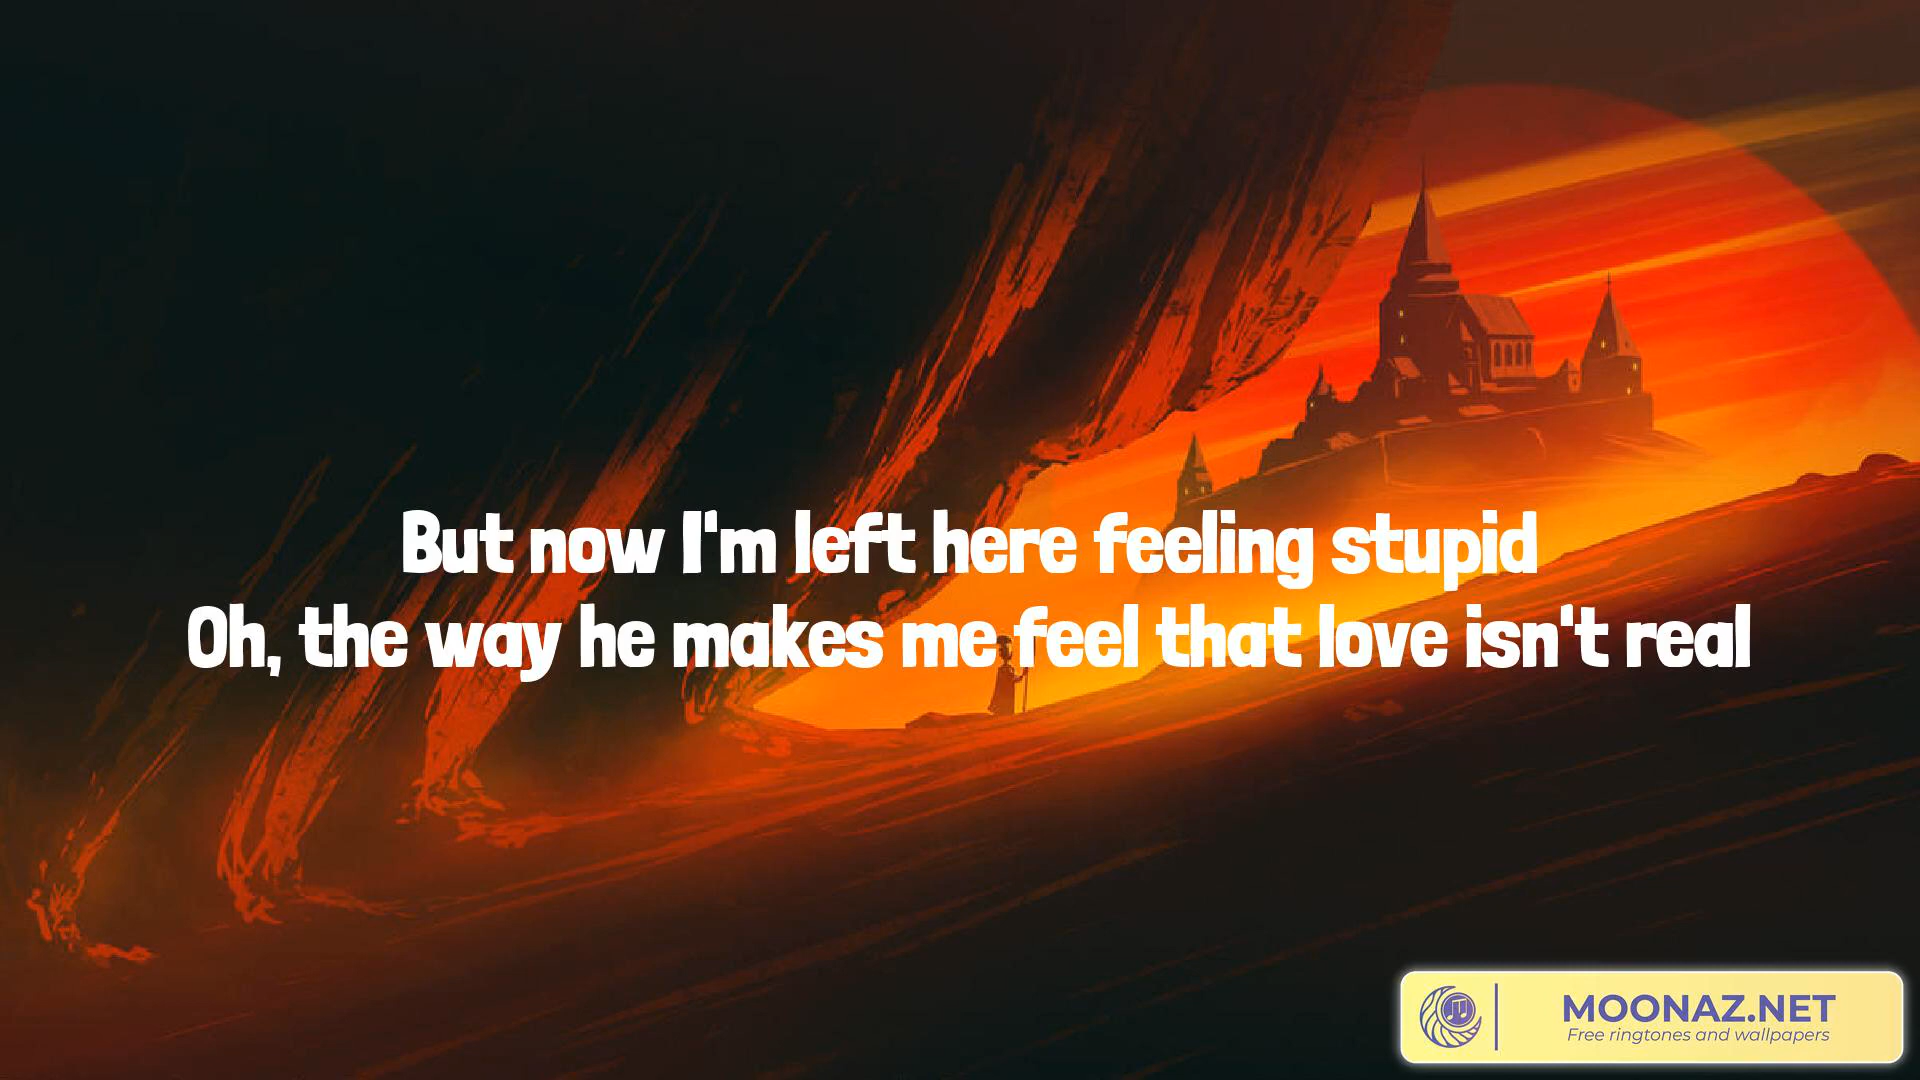 But now I'm left here feeling stupid
Oh, the way he makes me feel that love isn't real
MOONAZ.NET
Free ringtones and wallpapers